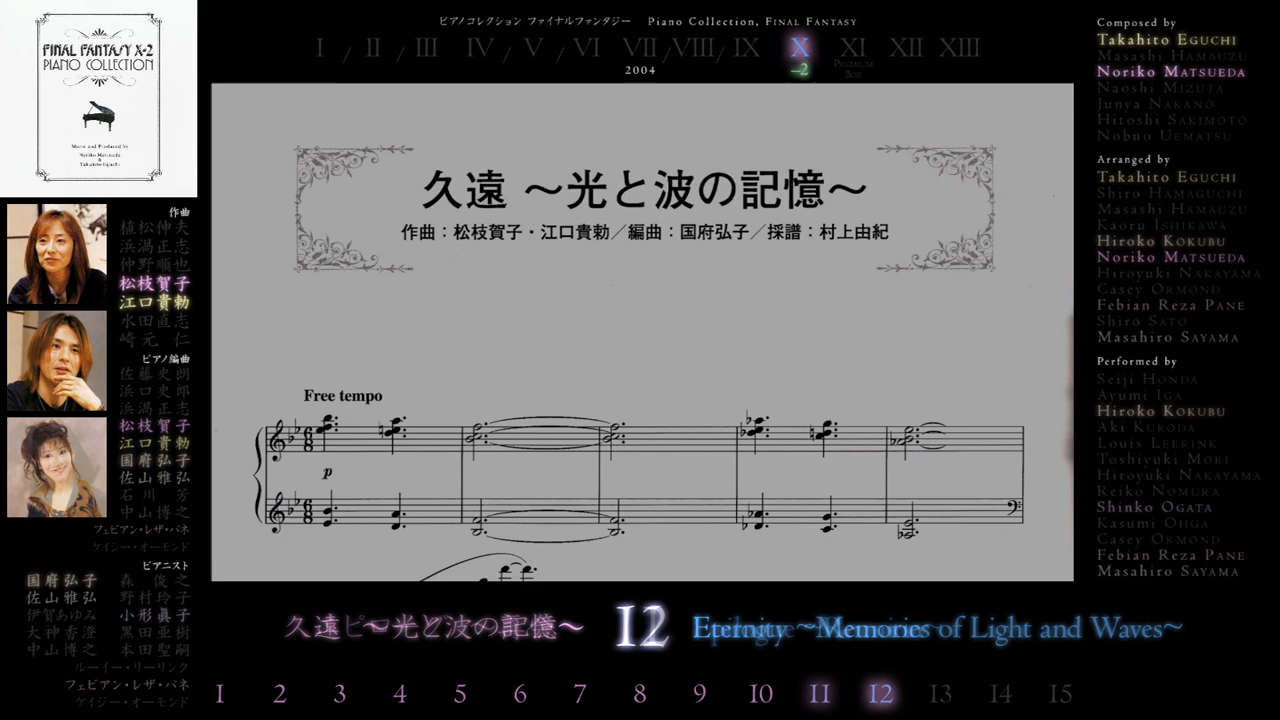 ピアノコレクション ファイナルファンタジー Piano Collection, FINAL FANTASY
I / II / III IV / V / VI VII / VIII / IX X XI XII XIII
2004
–2
PREMIUM
BOX
FINAL FANTASY X-2
PIANO COLLECTION
Music and Produced by
Noriko Matsueda
&
Takahito Eguchi
作曲
植松伸夫
浜渦正志
仲野順也
松枝賀子
江口貴勅
水田直志
崎元 仁
ピアノ編曲
佐藤史朗
浜口史郎
浜渦正志
松枝賀子
江口貴勅
国府弘子
佐山雅弘
石川 芳
中山博之
フェビアン・レザ・パネ
ケイシー・オーモンド
ピアニスト
国府弘子 森 俊之
佐山雅弘 野村玲子
伊賀あゆみ 小形眞子
大神香澄 黒田亜樹
中山博之 本田聖嗣
ルーイー・リーリンク
フェビアン・レザ・パネ
ケイジー・オーモンド
久遠 〜光と波の記憶〜
作曲：松枝賀子・江口貴勅／編曲：国府弘子／採譜：村上由紀
Free tempo
6 8
p
6 8
久遠 〜光と波の記憶〜 12 Eternity ~Memories of Light and Waves~
1 2 3 4 5 6 7 8 9 10 11 12 13 14 15
Composed by
Takahito EGUCHI
Masashi HAMAUZU
Noriko MATSUEDA
Naoshi MIZUTA
Junya NAKANO
Hitoshi SAKIMOTO
Nobuo UEMATSU
Arranged by
Takahito EGUCHI
Shiro HAMAGUCHI
Masashi HAMAUZU
Kaoru ISHIKAWA
Hiroko KOKUBU
Noriko MATSUEDA
Hiroyuki NAKAYAMA
Casey ORMOND
Febian Reza PANE
Shiro SATO
Masahiro SAYAMA
Performed by
Seiji HONDA
Ayumi IGA
Hiroko KOKUBU
Aki KURODA
Louis LEERINK
Toshiyuki MORI
Hiroyuki NAKAYAMA
Reiko NOMURA
Shinko OGATA
Kasumi OHGA
Casey ORMOND
Febian Reza PANE
Masahiro SAYAMA